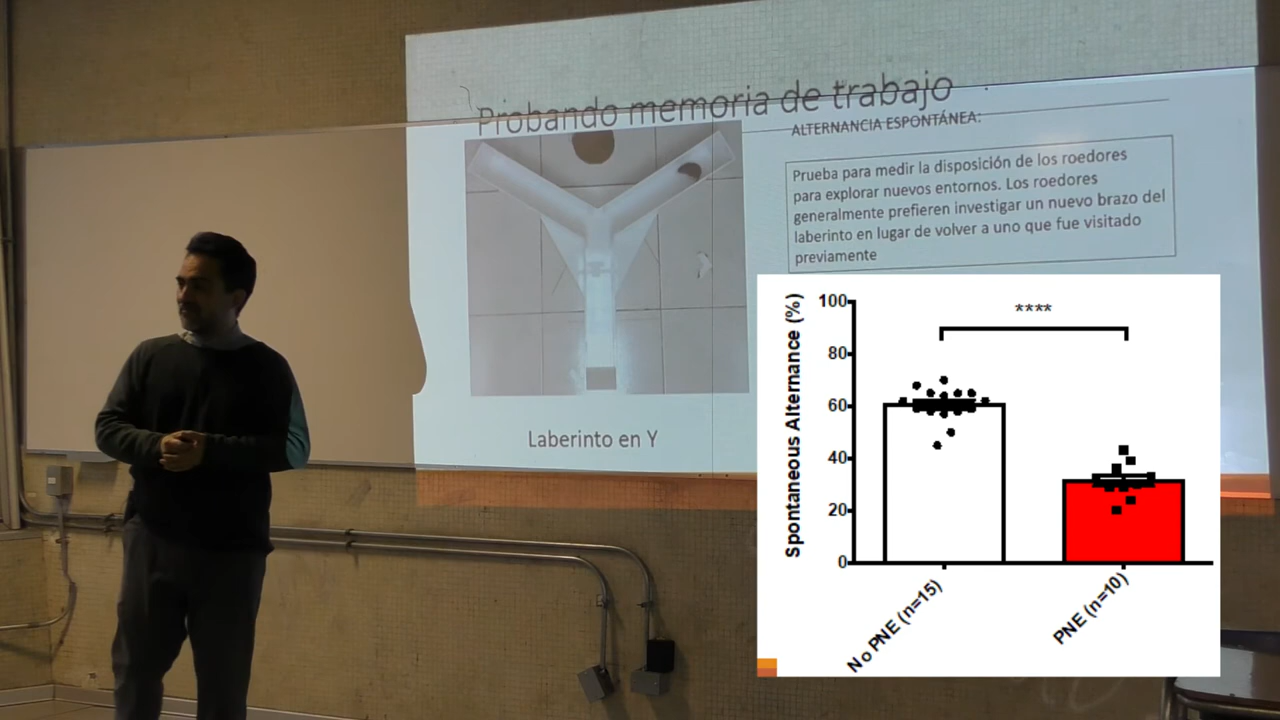 Probando memoria de trabajo
ALTERNANCIA ESPONTÁNEA:
Prueba para medir la disposición de los roedores
para explorar nuevos entornos. Los roedores
generalmente prefieren investigar un nuevo brazo del
laberinto en lugar de volver a uno que fue visitado
previamente
Laberinto en Y
Spontaneous Alternance (%)
100
80
60
40
20
0
****
No PNE (n=15)
PNE (n=10)